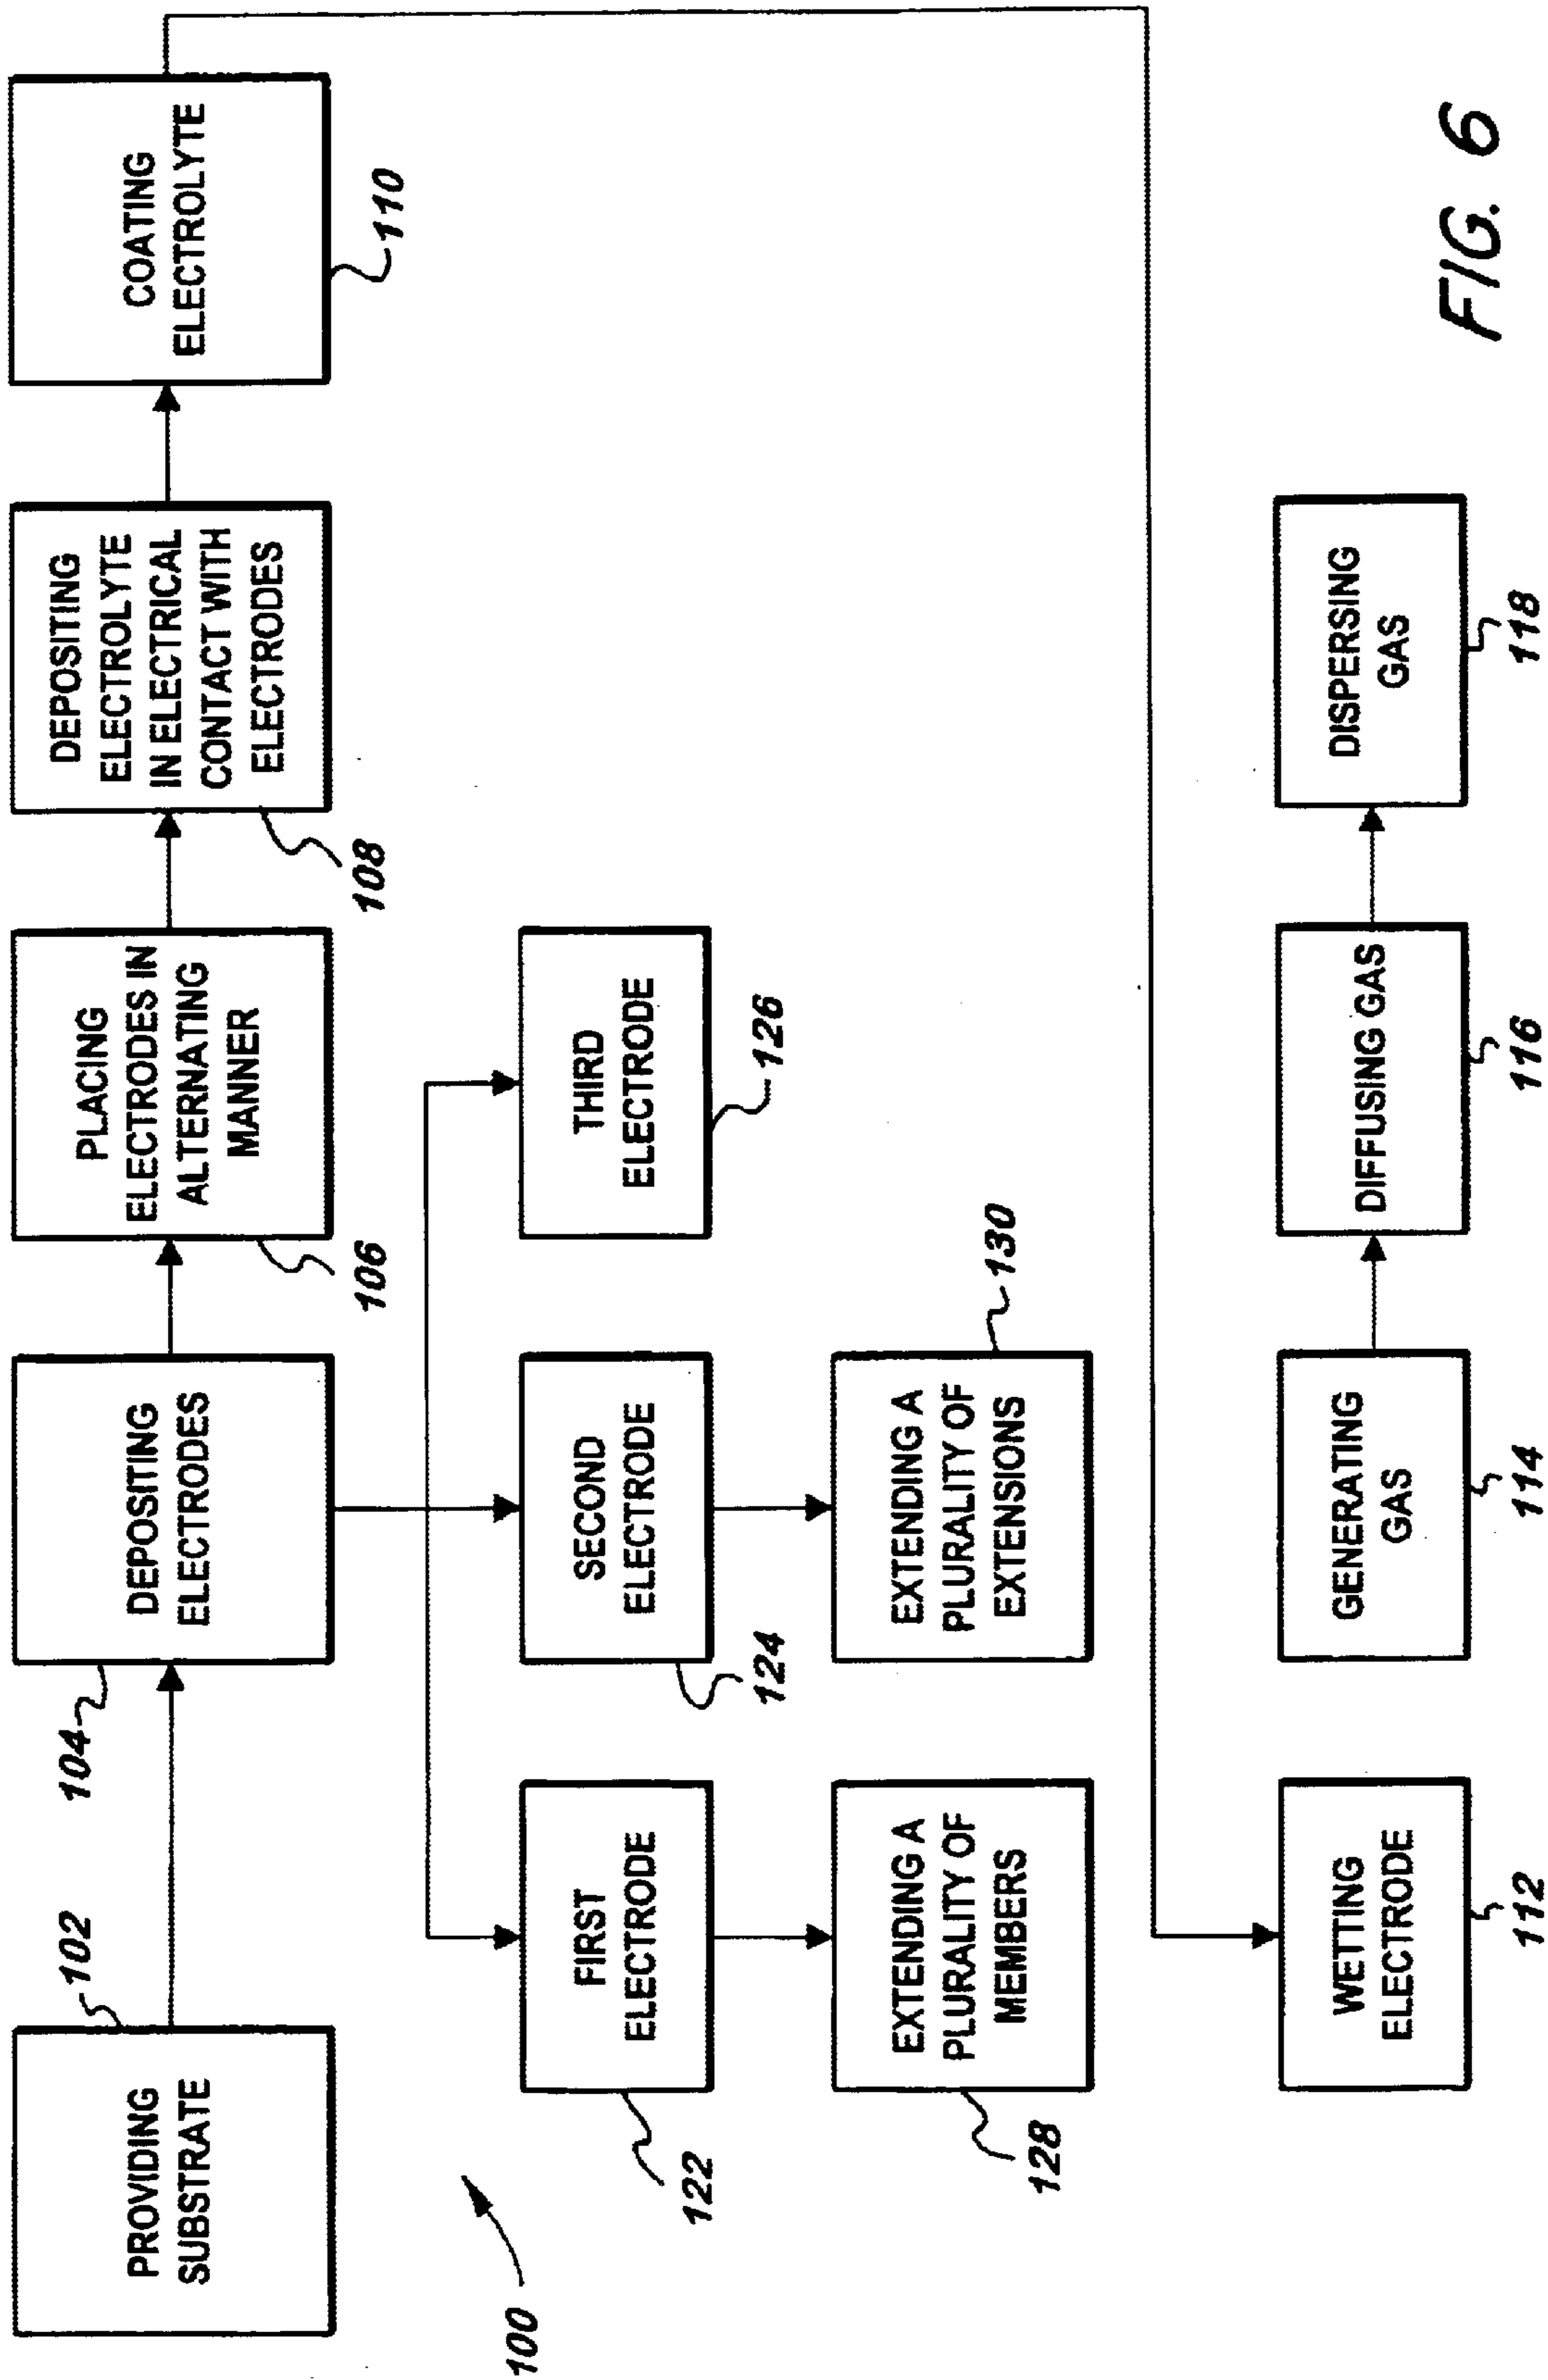 PROVIDING
SUBSTRATE
102
DEPOSITING
ELECTRODES
104
PLACING
ELECTRODES IN
ALTERNATING
MANNER
106
DEPOSITING
ELECTROLYTE
IN ELECTRICAL
CONTACT WITH
ELECTRODES
108
COATING
ELECTROLYTE
110
100
FIRST
ELECTRODE
122
SECOND
ELECTRODE
124
THIRD
ELECTRODE
126
EXTENDING A
PLURALITY OF
MEMBERS
128
EXTENDING A
PLURALITY OF
EXTENSIONS
130
WETTING
ELECTRODE
112
GENERATING
GAS
114
DIFFUSING GAS
116
DISPERSING
GAS
118
FIG. 6